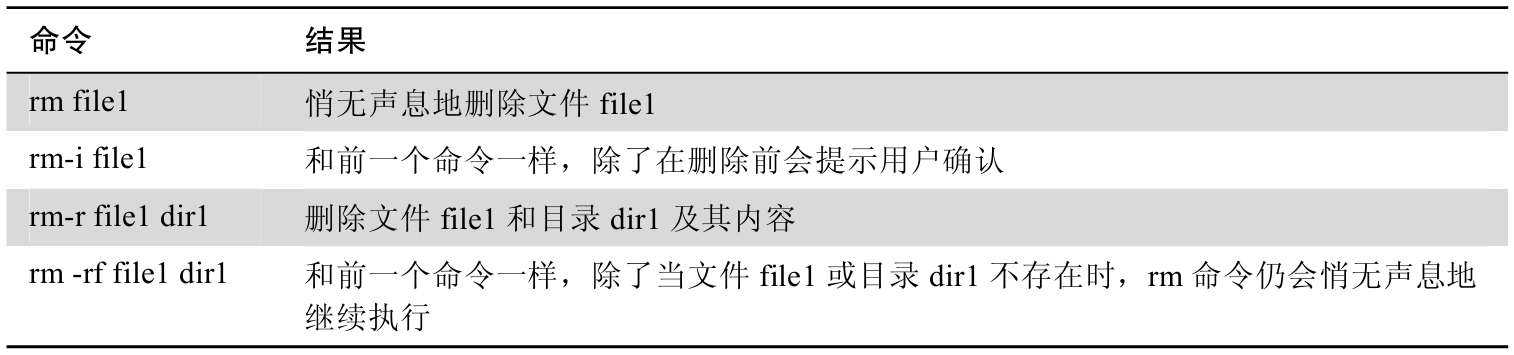 命令 结果
rm file1 悄无声息地删除文件 file1
rm-i file1 和前一个命令一样，除了在删除前会提示用户确认
rm-r file1 dir1 删除文件 file1 和目录 dir1 及其内容
rm -rf file1 dir1 和前一个命令一样，除了当文件 file1 或目录 dir1 不存在时，rm 命令仍会悄无声息地
继续执行